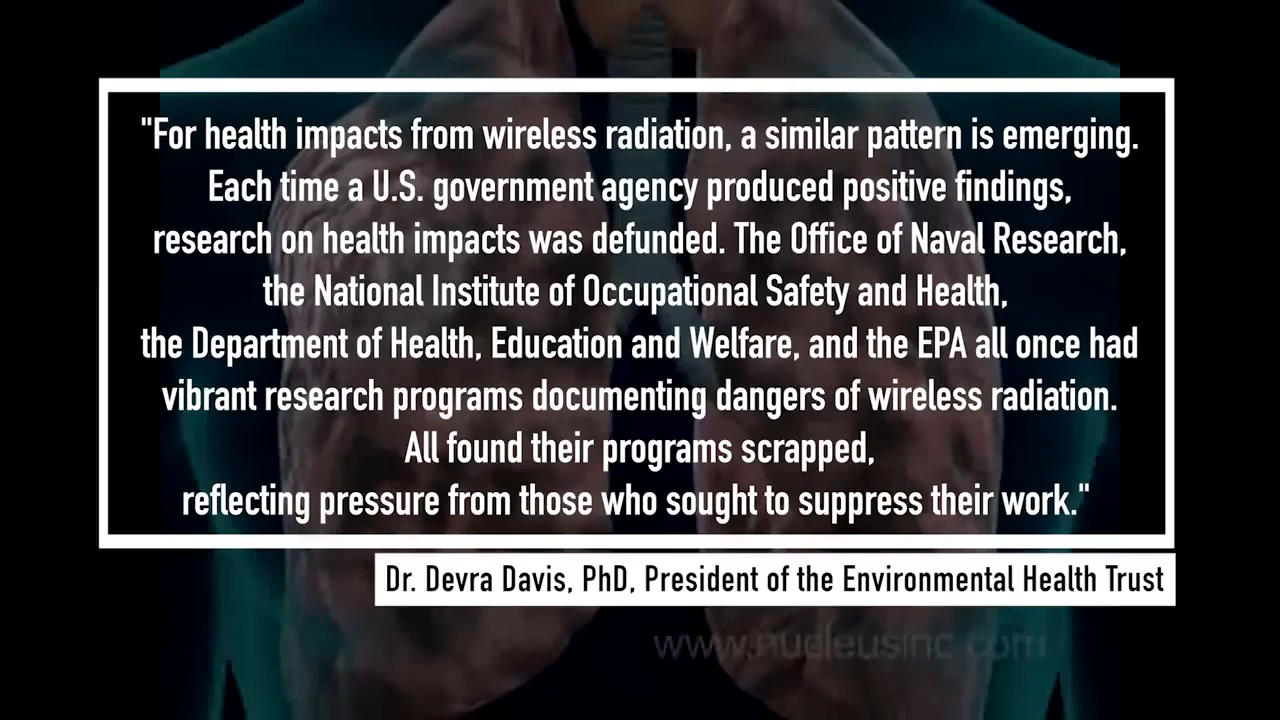 "For health impacts from wireless radiation, a similar pattern is emerging.
Each time a U.S. government agency produced positive findings,
research on health impacts was defunded. The Office of Naval Research,
the National Institute of Occupational Safety and Health,
the Department of Health, Education and Welfare, and the EPA all once had
vibrant research programs documenting dangers of wireless radiation.
All found their programs scrapped,
reflecting pressure from those who sought to suppress their work."
Dr. Devra Davis, PhD, President of the Environmental Health Trust
www.nucleusinc.com